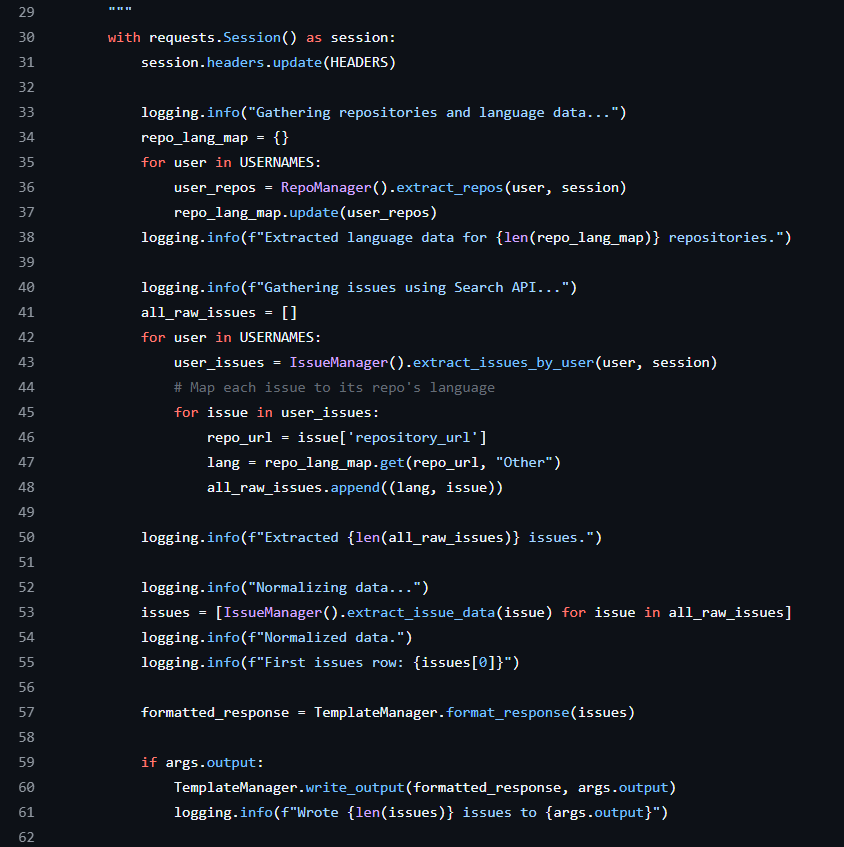 29         """
30         with requests.Session() as session:
31             session.headers.update(HEADERS)
32
33             logging.info("Gathering repositories and language data...")
34             repo_lang_map = {}
35             for user in USERNAMES:
36                 user_repos = RepoManager().extract_repos(user, session)
37                 repo_lang_map.update(user_repos)
38             logging.info(f"Extracted language data for {len(repo_lang_map)} repositories.")
39
40             logging.info(f"Gathering issues using Search API...")
41             all_raw_issues = []
42             for user in USERNAMES:
43                 user_issues = IssueManager().extract_issues_by_user(user, session)
44                 # Map each issue to its repo's language
45                 for issue in user_issues:
46                     repo_url = issue['repository_url']
47                     lang = repo_lang_map.get(repo_url, "Other")
48                     all_raw_issues.append((lang, issue))
49
50             logging.info(f"Extracted {len(all_raw_issues)} issues.")
51
52             logging.info("Normalizing data...")
53             issues = [IssueManager().extract_issue_data(issue) for issue in all_raw_issues]
54             logging.info(f"Normalized data.")
55             logging.info(f"First issues row: {issues[0]}")
56
57             formatted_response = TemplateManager.format_response(issues)
58
59             if args.output:
60                 TemplateManager.write_output(formatted_response, args.output)
61                 logging.info(f"Wrote {len(issues)} issues to {args.output}")
62